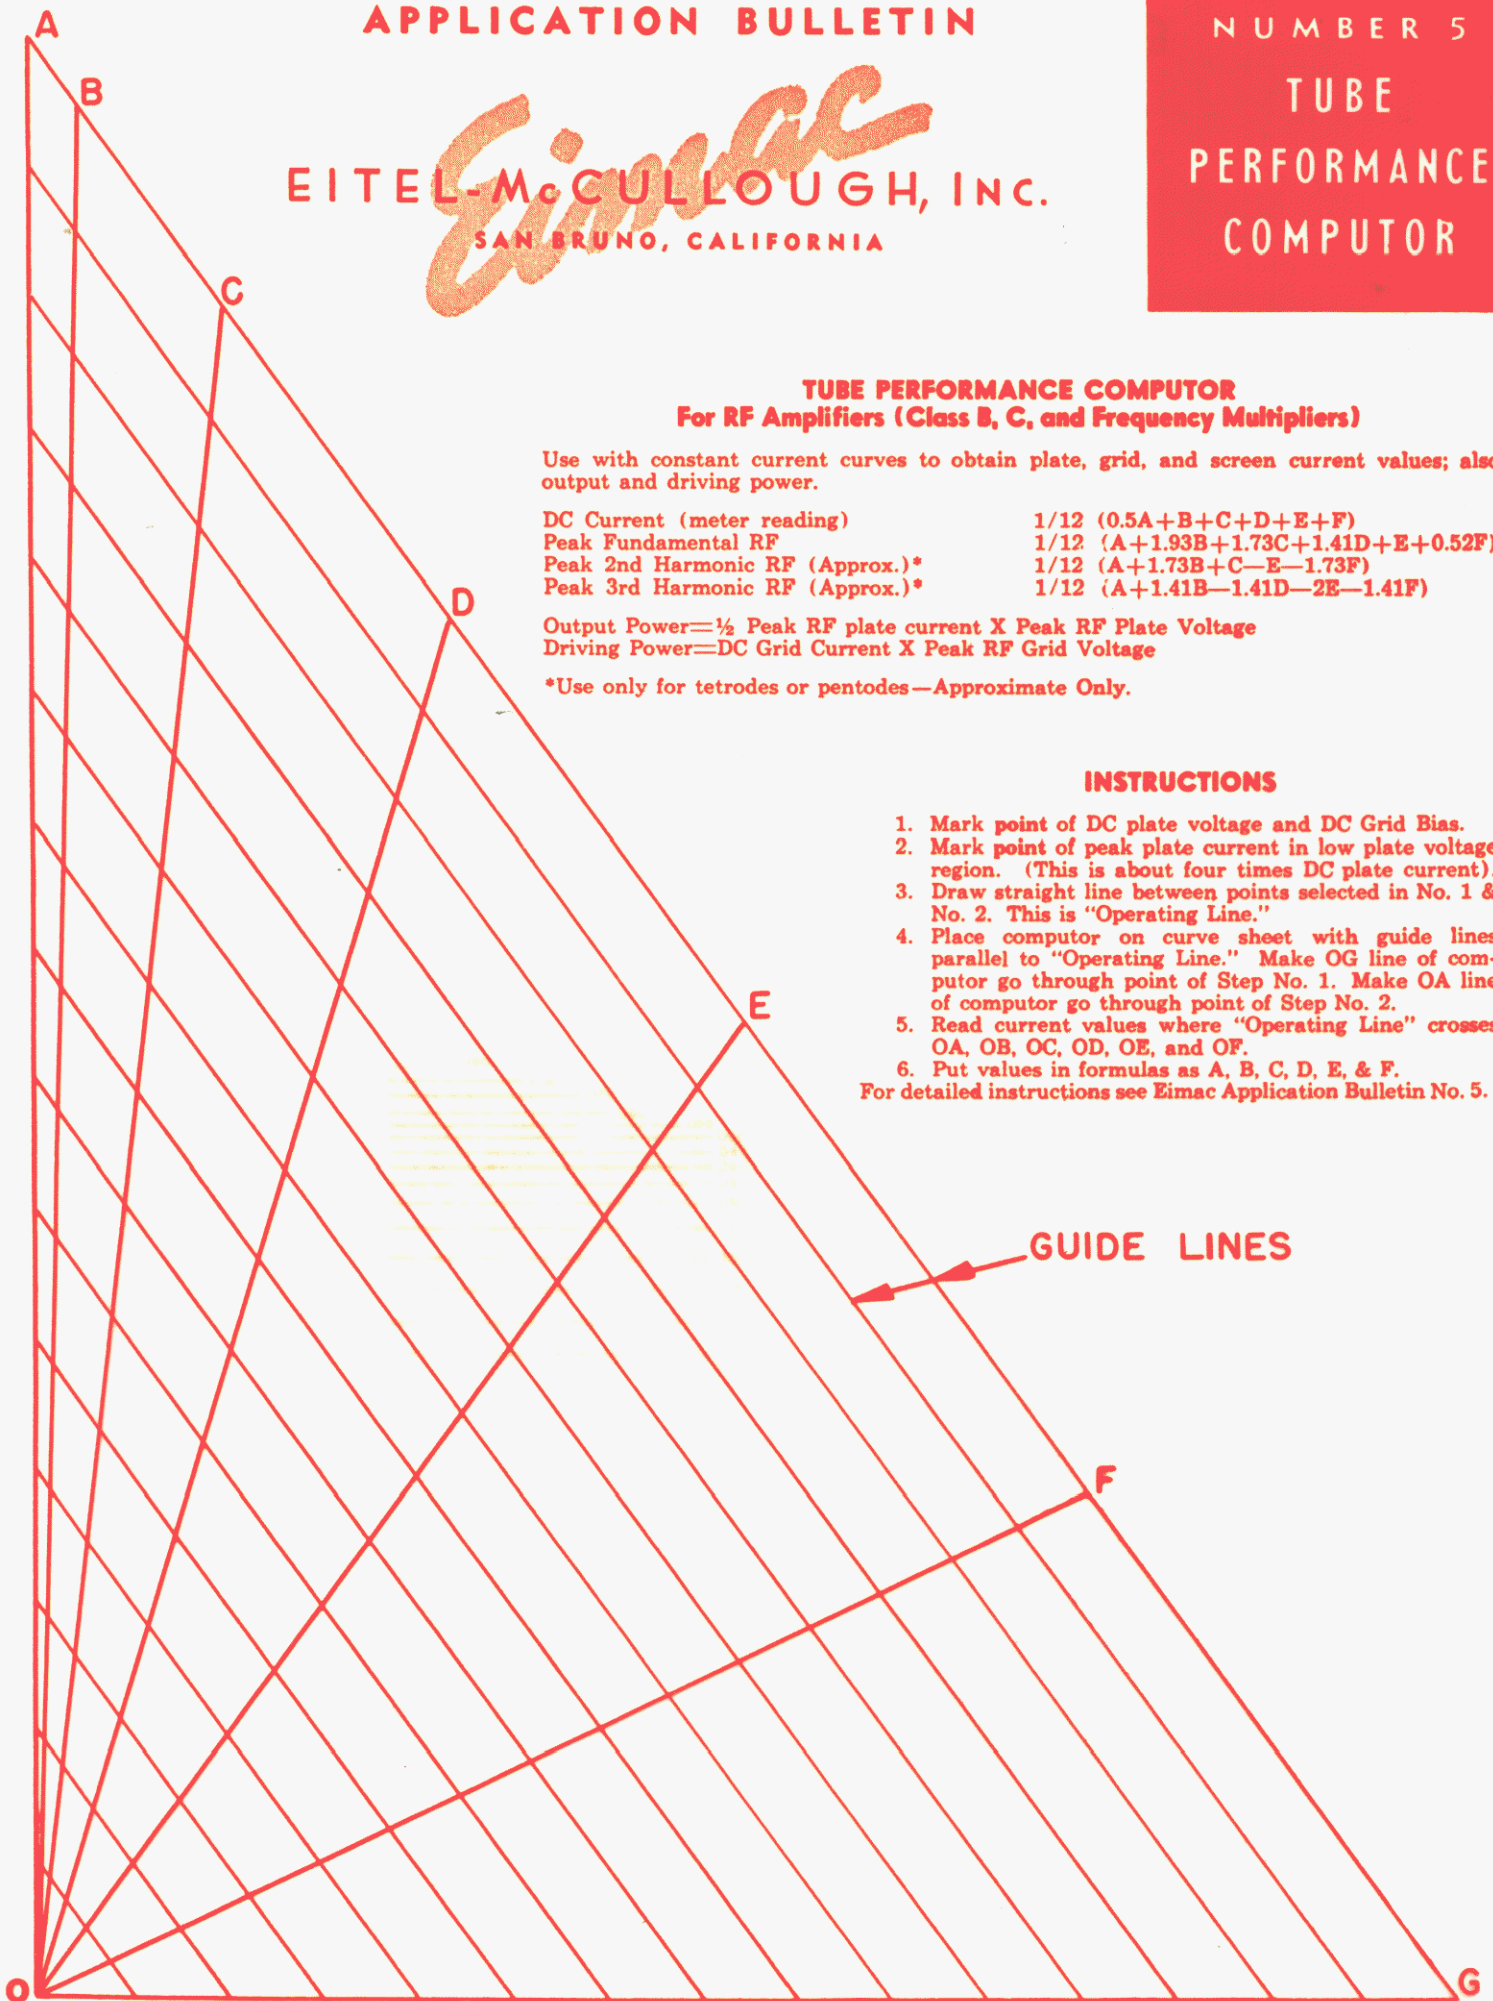 APPLICATION BULLETIN
Eimac
EITEL-McCULLOUGH, INC.
SAN BRUNO, CALIFORNIA
NUMBER 5
TUBE
PERFORMANCE
COMPUTOR
TUBE PERFORMANCE COMPUTOR
For RF Amplifiers (Class B, C, and Frequency Multipliers)
Use with constant current curves to obtain plate, grid, and screen current values; also
output and driving power.
DC Current (meter reading) 1/12 (0.5A+B+C+D+E+F)
Peak Fundamental RF 1/12 (A+1.93B+1.73C+1.41D+E+0.52F)
Peak 2nd Harmonic RF (Approx.)* 1/12 (A+1.73B+C—E—1.73F)
Peak 3rd Harmonic RF (Approx.)* 1/12 (A+1.41B—1.41D—2E—1.41F)
Output Power=½ Peak RF plate current X Peak RF Plate Voltage
Driving Power=DC Grid Current X Peak RF Grid Voltage
*Use only for tetrodes or pentodes—Approximate Only.
INSTRUCTIONS
1. Mark point of DC plate voltage and DC Grid Bias.
2. Mark point of peak plate current in low plate voltage
region. (This is about four times DC plate current).
3. Draw straight line between points selected in No. 1 &
No. 2. This is "Operating Line."
4. Place computor on curve sheet with guide lines
parallel to "Operating Line." Make OG line of com-
putor go through point of Step No. 1. Make OA line
of computor go through point of Step No. 2.
5. Read current values where "Operating Line" crosses
OA, OB, OC, OD, OE, and OF.
6. Put values in formulas as A, B, C, D, E, & F.
For detailed instructions see Eimac Application Bulletin No. 5.
GUIDE LINES
A
B
C
D
E
F
G
O